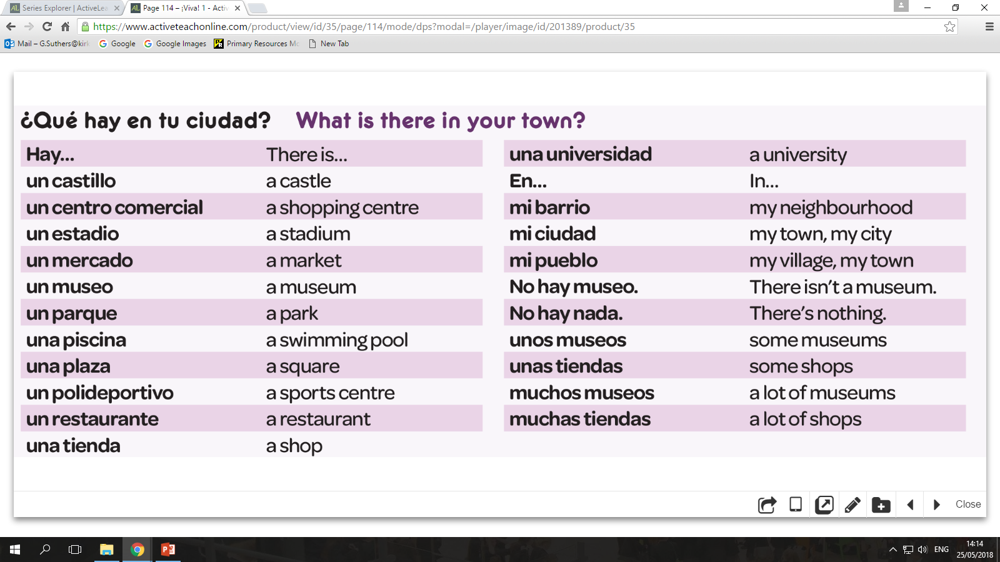 Series Explorer | ActiveLea
Page 114 – ¡Viva! 1 - Activ
https://www.activeteachonline.com/product/view/id/35/page/114/mode/dps?modal=/player/image/id/201389/product/35
Mail – G.Suthers@kirk
Google
Google Images
Primary Resources Mc
New Tab
¿Qué hay en tu ciudad? What is there in your town?
Hay... There is...
un castillo a castle
un centro comercial a shopping centre
un estadio a stadium
un mercado a market
un museo a museum
un parque a park
una piscina a swimming pool
una plaza a square
un polideportivo a sports centre
un restaurante a restaurant
una tienda a shop
una universidad a university
En... In...
mi barrio my neighbourhood
mi ciudad my town, my city
mi pueblo my village, my town
No hay museo. There isn't a museum.
No hay nada. There's nothing.
unos museos some museums
unas tiendas some shops
muchos museos a lot of museums
muchas tiendas a lot of shops
Close
ENG
14:14
25/05/2018